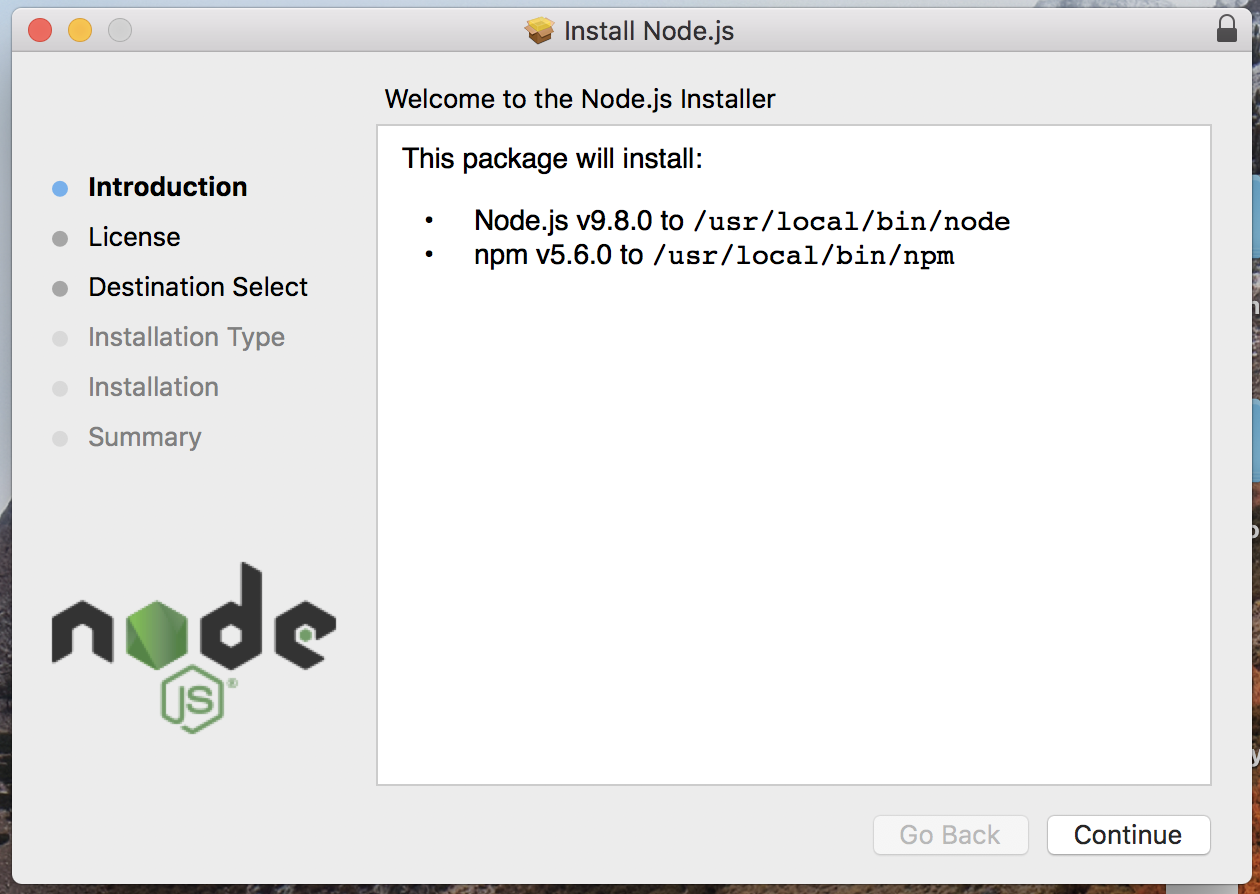 Install Node.js
Welcome to the Node.js Installer
Introduction
License
Destination Select
Installation Type
Installation
Summary
This package will install:
• Node.js v9.8.0 to /usr/local/bin/node
• npm v5.6.0 to /usr/local/bin/npm
node
JS®
Go Back
Continue